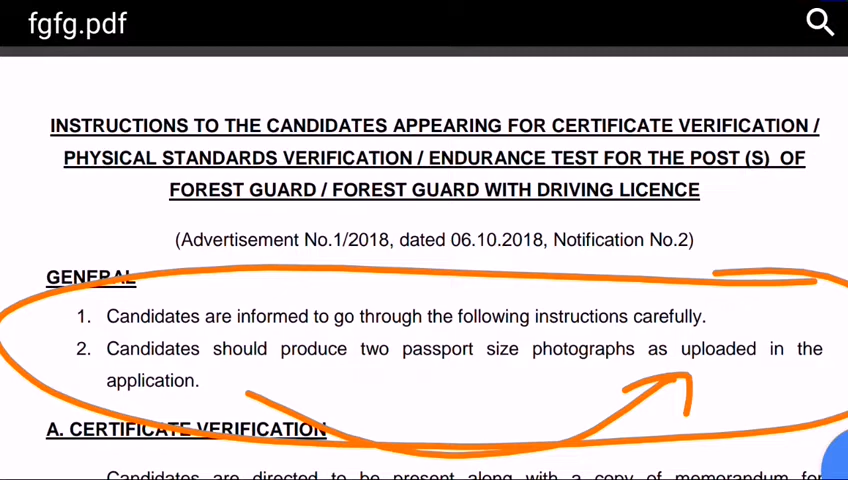 fgfg.pdf
INSTRUCTIONS TO THE CANDIDATES APPEARING FOR CERTIFICATE VERIFICATION /
PHYSICAL STANDARDS VERIFICATION / ENDURANCE TEST FOR THE POST (S) OF
FOREST GUARD / FOREST GUARD WITH DRIVING LICENCE
(Advertisement No.1/2018, dated 06.10.2018, Notification No.2)
GENERAL
1. Candidates are informed to go through the following instructions carefully.
2. Candidates should produce two passport size photographs as uploaded in the
application.
A. CERTIFICATE VERIFICATION
Candidates are directed to be present along with a copy of memorandum for